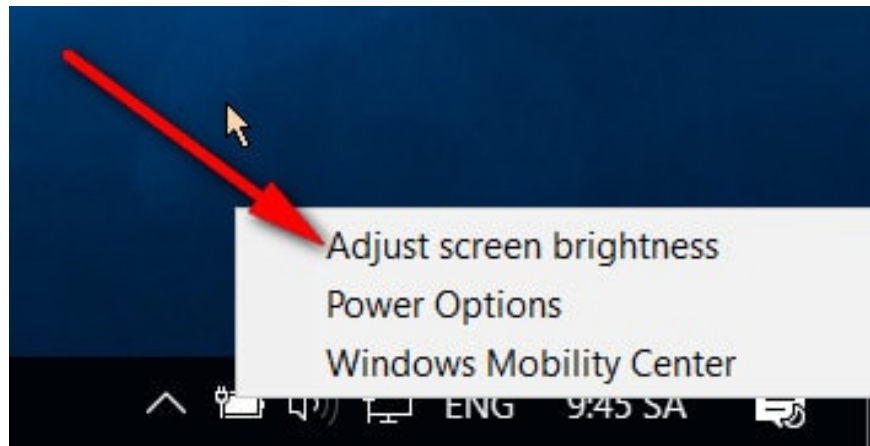 Adjust screen brightness
Power Options
Windows Mobility Center
ENG 9:45 SA